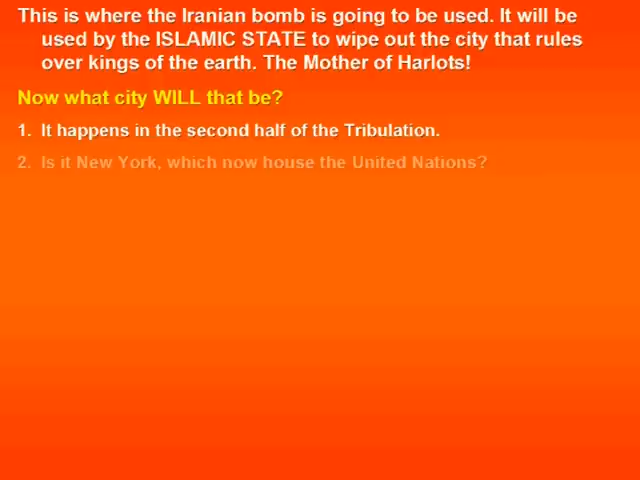 This is where the Iranian bomb is going to be used. It will be
used by the ISLAMIC STATE to wipe out the city that rules
over kings of the earth. The Mother of Harlots!
Now what city WILL that be?
1. It happens in the second half of the Tribulation.
2. Is it New York, which now house the United Nations?